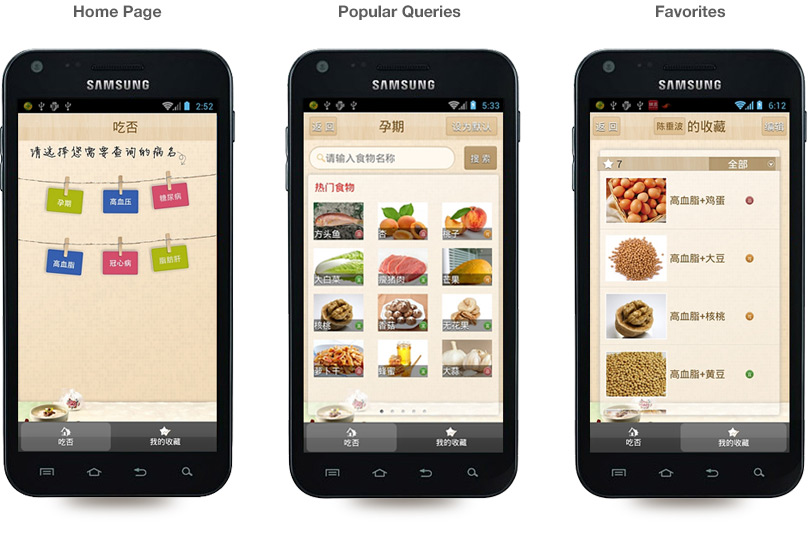 Home Page
Popular Queries
Favorites
SAMSUNG
2:52
吃否
请选择您需要查询的病名
孕期
高血压
糖尿病
高血脂
冠心病
脂肪肝
吃否
我的收藏
SAMSUNG
5:33
返回
孕期
设为默认
请输入食物名称
搜索
热门食物
方头鱼
杏
桃子
大白菜
瘦猪肉
芒果
核桃
香菇
无花果
萝卜干
蜂蜜
大蒜
吃否
我的收藏
SAMSUNG
6:12
返回
陈垂波 的收藏
编辑
7
全部
高血脂+鸡蛋
高血脂+大豆
高血脂+核桃
高血脂+黄豆
吃否
我的收藏